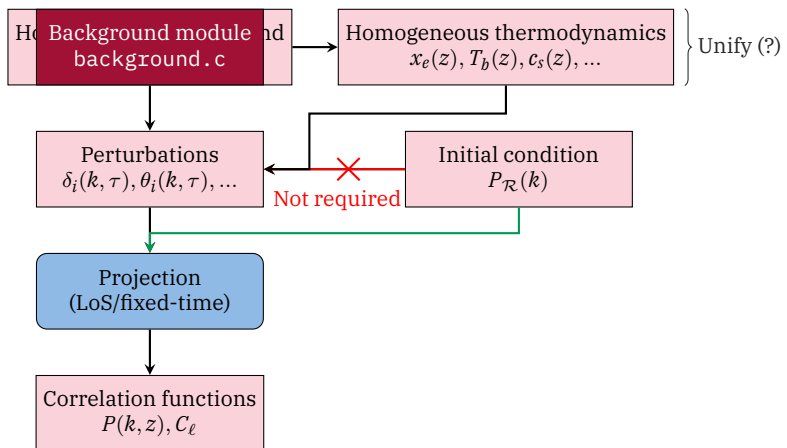 Background module
background.c
Homogeneous thermodynamics
x_e(z), T_b(z), c_s(z), ...
Unify (?)
Perturbations
δ_i(k, τ), θ_i(k, τ), ...
Initial condition
P_ℛ(k)
Not required
Projection
(LoS/fixed-time)
Correlation functions
P(k, z), C_ℓ